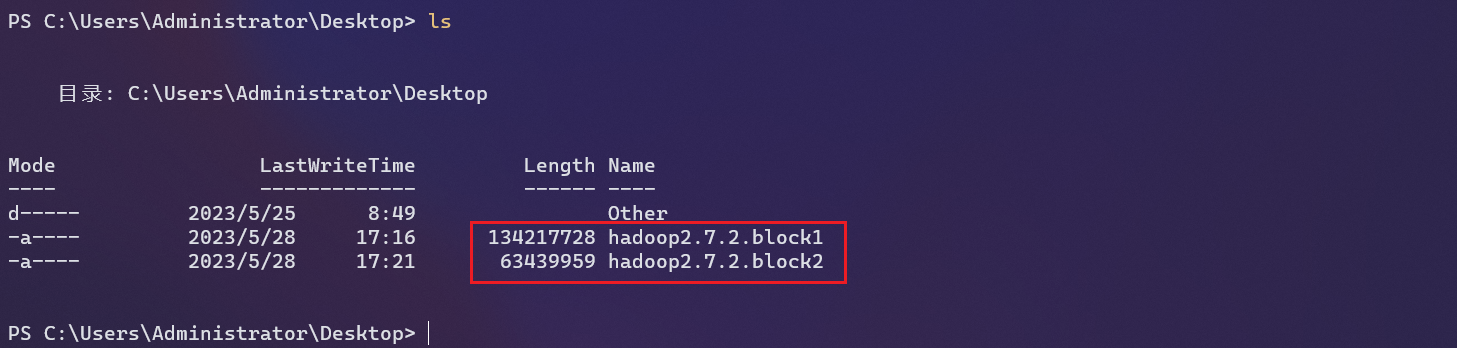 PS C:\Users\Administrator\Desktop> ls
目录: C:\Users\Administrator\Desktop
Mode                 LastWriteTime         Length Name
----                 -------------         ------ ----
d-----         2023/5/25      8:49                Other
-a----         2023/5/28     17:16      134217728 hadoop2.7.2.block1
-a----         2023/5/28     17:21       63439959 hadoop2.7.2.block2
PS C:\Users\Administrator\Desktop>